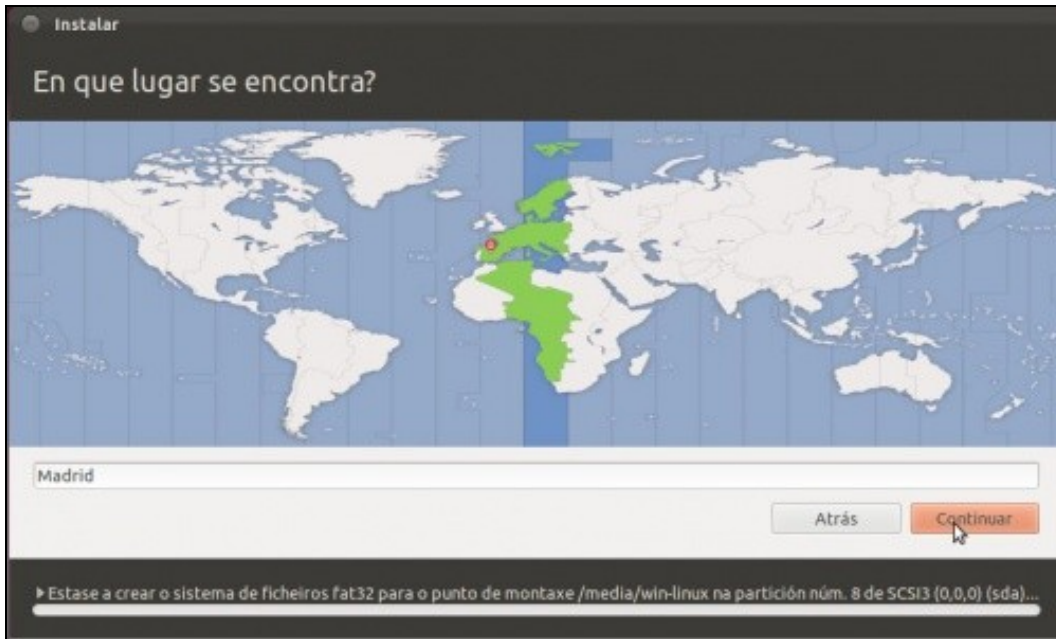 Instalar
En que lugar se encontra?
Madrid
Atrás
Continuar
Estase a crear o sistema de ficheiros fat32 para o punto de montaxe /media/win-linux na partición núm. 8 de SCSI3 (0,0,0) (sda)...